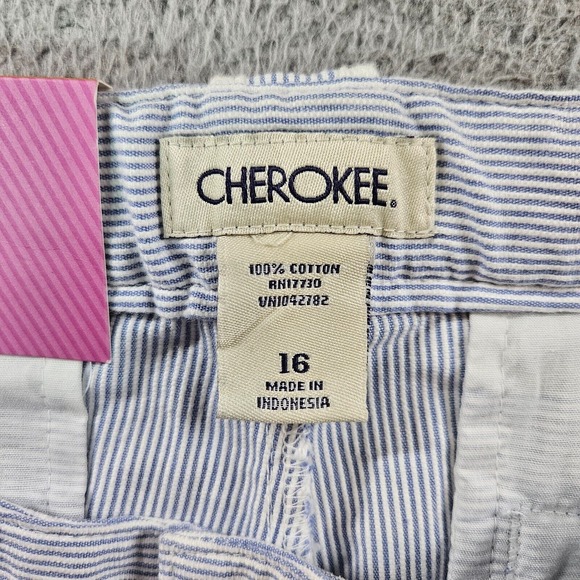 CHEROKEE®
100% COTTON
RN17730
VN1042782
16
MADE IN
INDONESIA